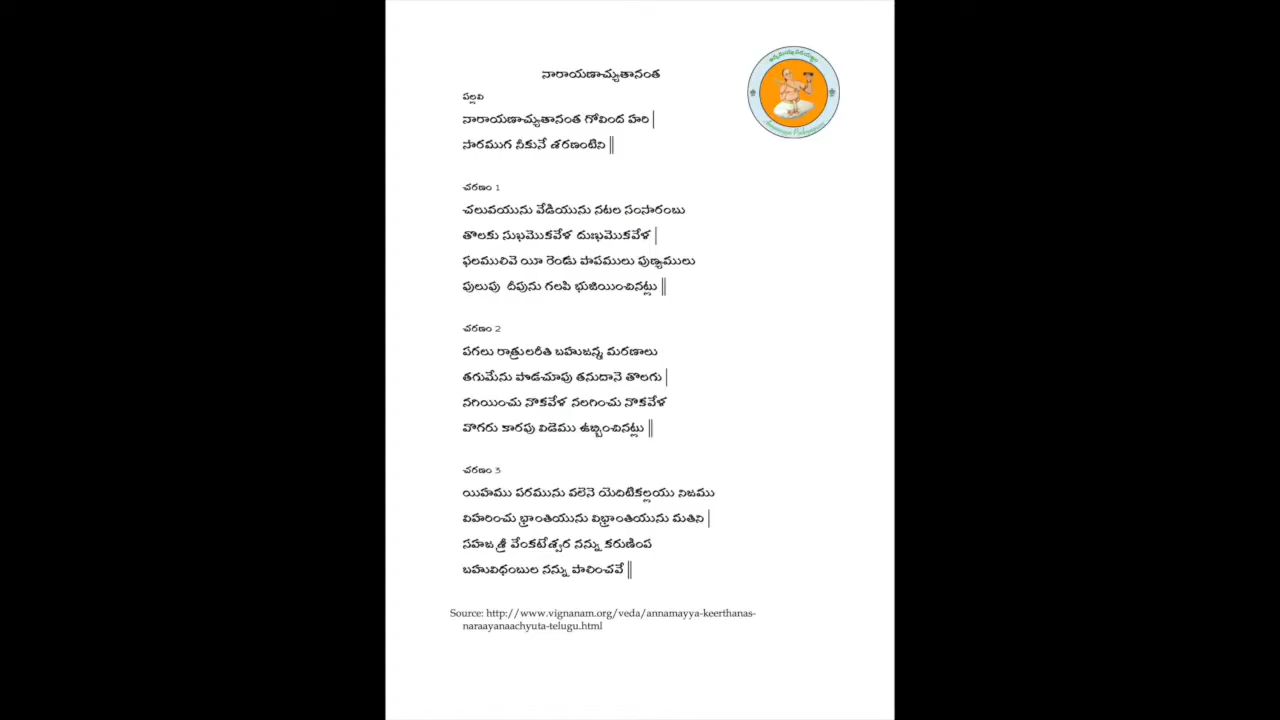 నారాయణాచ్యుతానంత
పల్లవి
నారాయణాచ్యుతానంత గోవింద హరి |
సారముగ నీకునే శరణంటిని ||
చరణం 1
చలువయును వేడియును నటల సంసారంబు
తొలకు సుఖమొకవేళ దుఃఖమొకవేళ |
ఫలములివె యీ రెండు పాపములు పుణ్యములు
పులుపు దీపును గలపి భుజియించినట్లు ||
చరణం 2
పగలు రాత్రులరీతి బహుజన్మ మరణాలు
తగుమేను పొడచూపు తనుదానె తొలగు |
నగియించు నొకవేళ నలగించు నొకవేళ
వొగరు కారపు విడెము ఉబ్బించినట్లు ||
చరణం 3
యిహము పరమును వలెనె యెదిటికల్లయు నిజము
విహరించు భ్రాంతియును విభ్రాంతియును మతిని |
సహజ శ్రీ వేంకటేశ్వర నన్ను కరుణింప
బహువిధంబుల నన్ను పాలించవే ||
Source: http://www.vignanam.org/veda/annamayya-keerthanas-
naraayanaachyuta-telugu.html